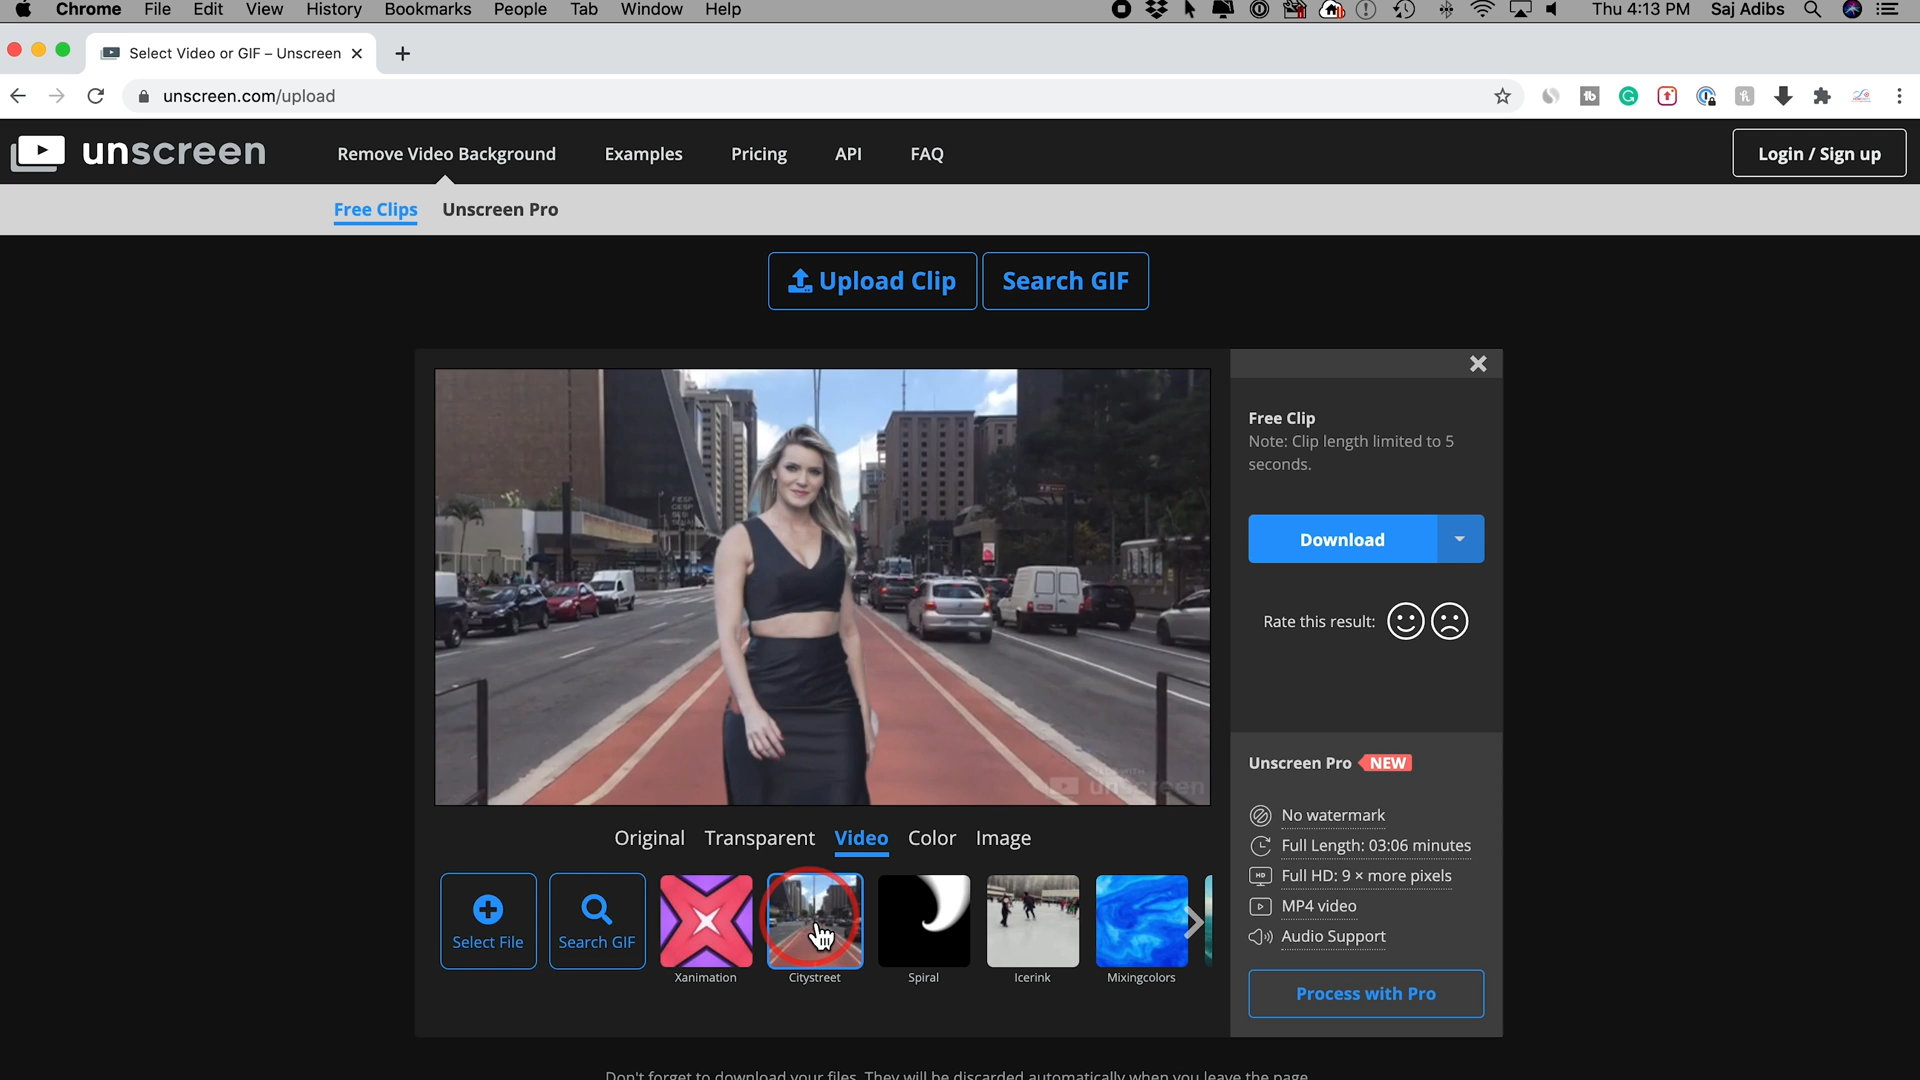 Chrome File Edit View History Bookmarks People Tab Window Help Thu 4:13 PM Saj Adibs
Select Video or GIF – Unscreen
unscreen.com/upload
unscreen Remove Video Background Examples Pricing API FAQ Login / Sign up
Free Clips Unscreen Pro
Upload Clip Search GIF
Free Clip
Note: Clip length limited to 5
seconds.
Download
Rate this result:
unscreen
Unscreen Pro NEW
No watermark
Full Length: 03:06 minutes
HD Full HD: 9 × more pixels
MP4 video
Audio Support
Process with Pro
Original Transparent Video Color Image
Select File Search GIF
Xanimation Citystreet Spiral Icerink Mixingcolors
Don't forget to download your files. They will be discarded automatically when you leave the page.